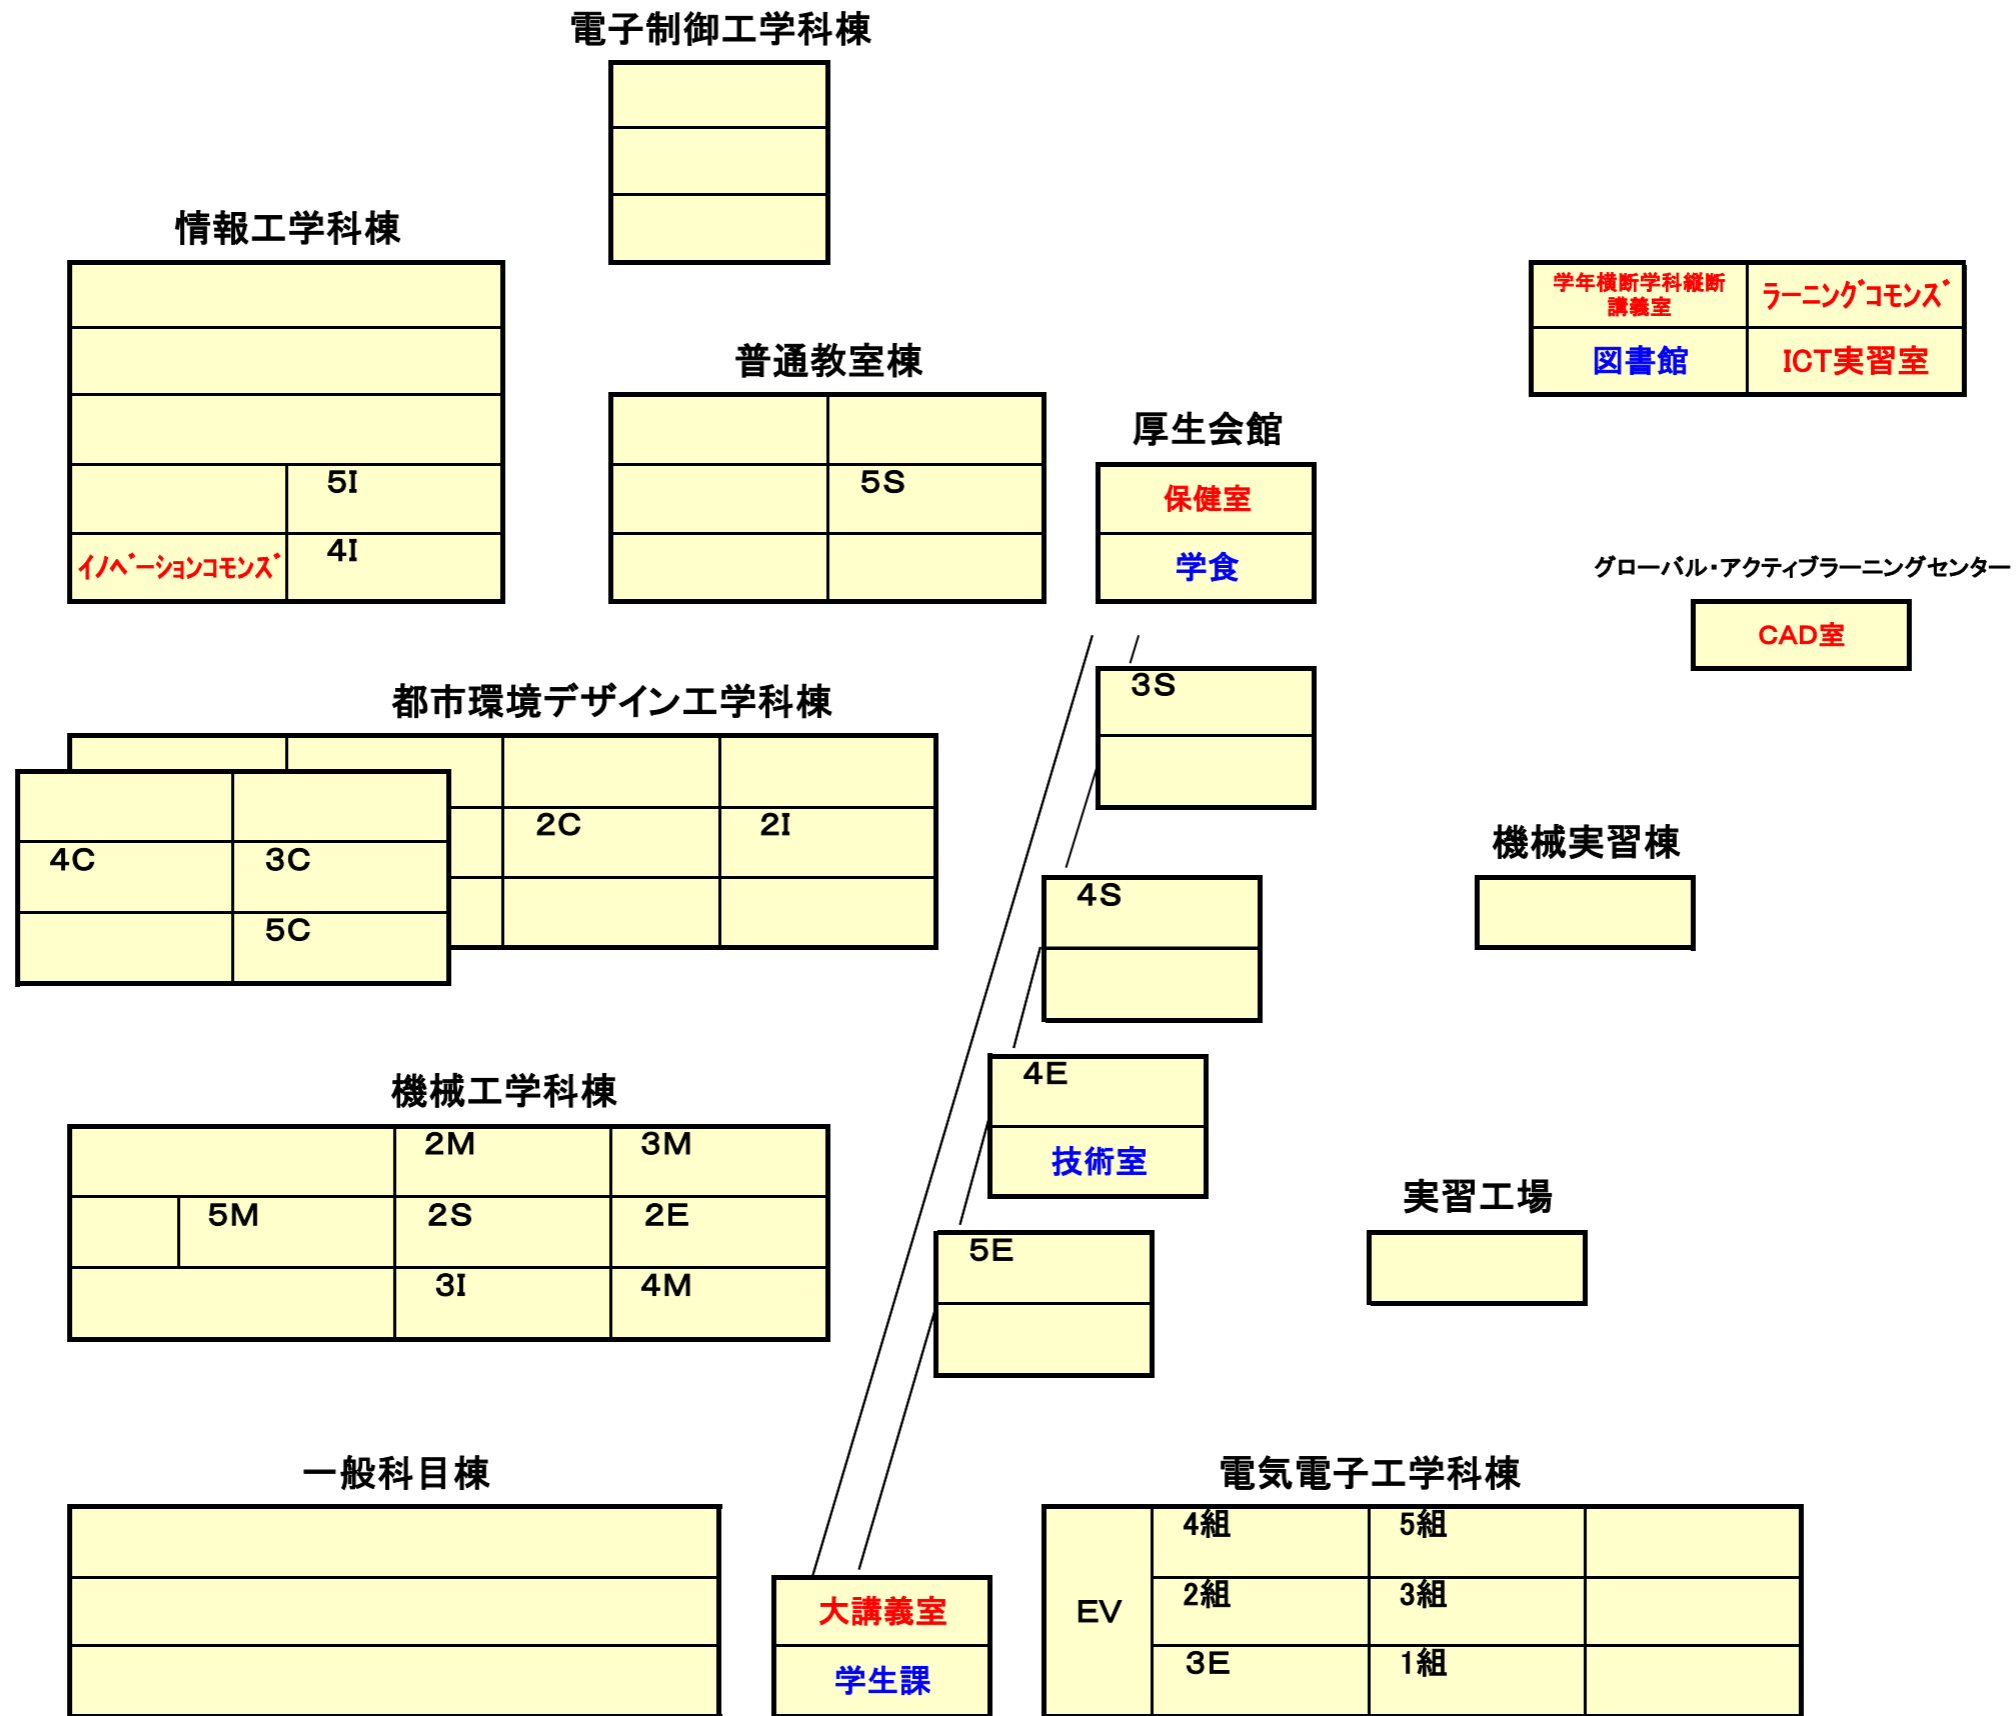 電子制御工学科棟
情報工学科棟
学年横断学科縦断
講義室
ラーニングコモンズ
普通教室棟
図書館
ICT実習室
厚生会館
5I
5S
保健室
イノベーションコモンズ
4I
学食
グローバル・アクティブラーニングセンター
CAD室
都市環境デザイン工学科棟
3S
2C
2I
機械実習棟
4C
3C
4S
5C
機械工学科棟
4E
2M
3M
技術室
5M
2S
2E
実習工場
5E
3I
4M
一般科目棟
電気電子工学科棟
4組
5組
大講義室
EV
2組
3組
学生課
3E
1組